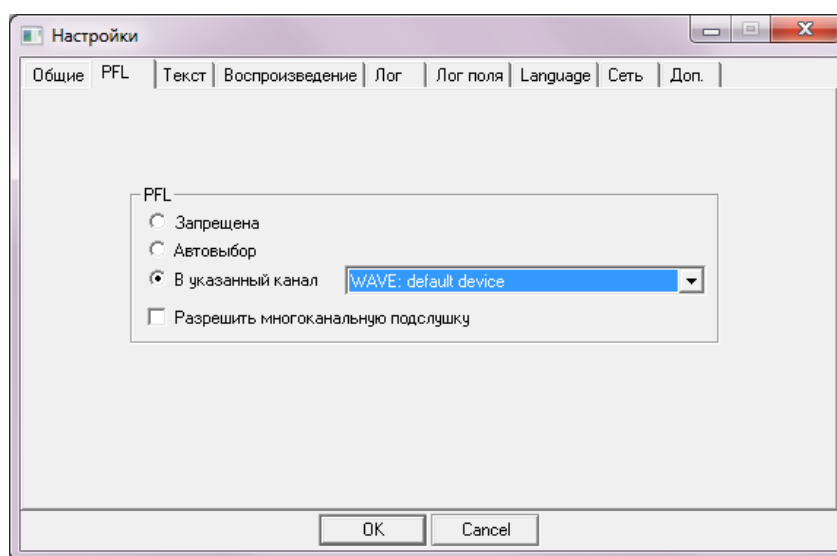 Настройки
Общие PFL Текст Воспроизведение Лог Лог поля Language Сеть Доп.
PFL
Запрещена
Автовыбор
В указанный канал WAVE: default device
Разрешить многоканальную подслушку
OK Cancel